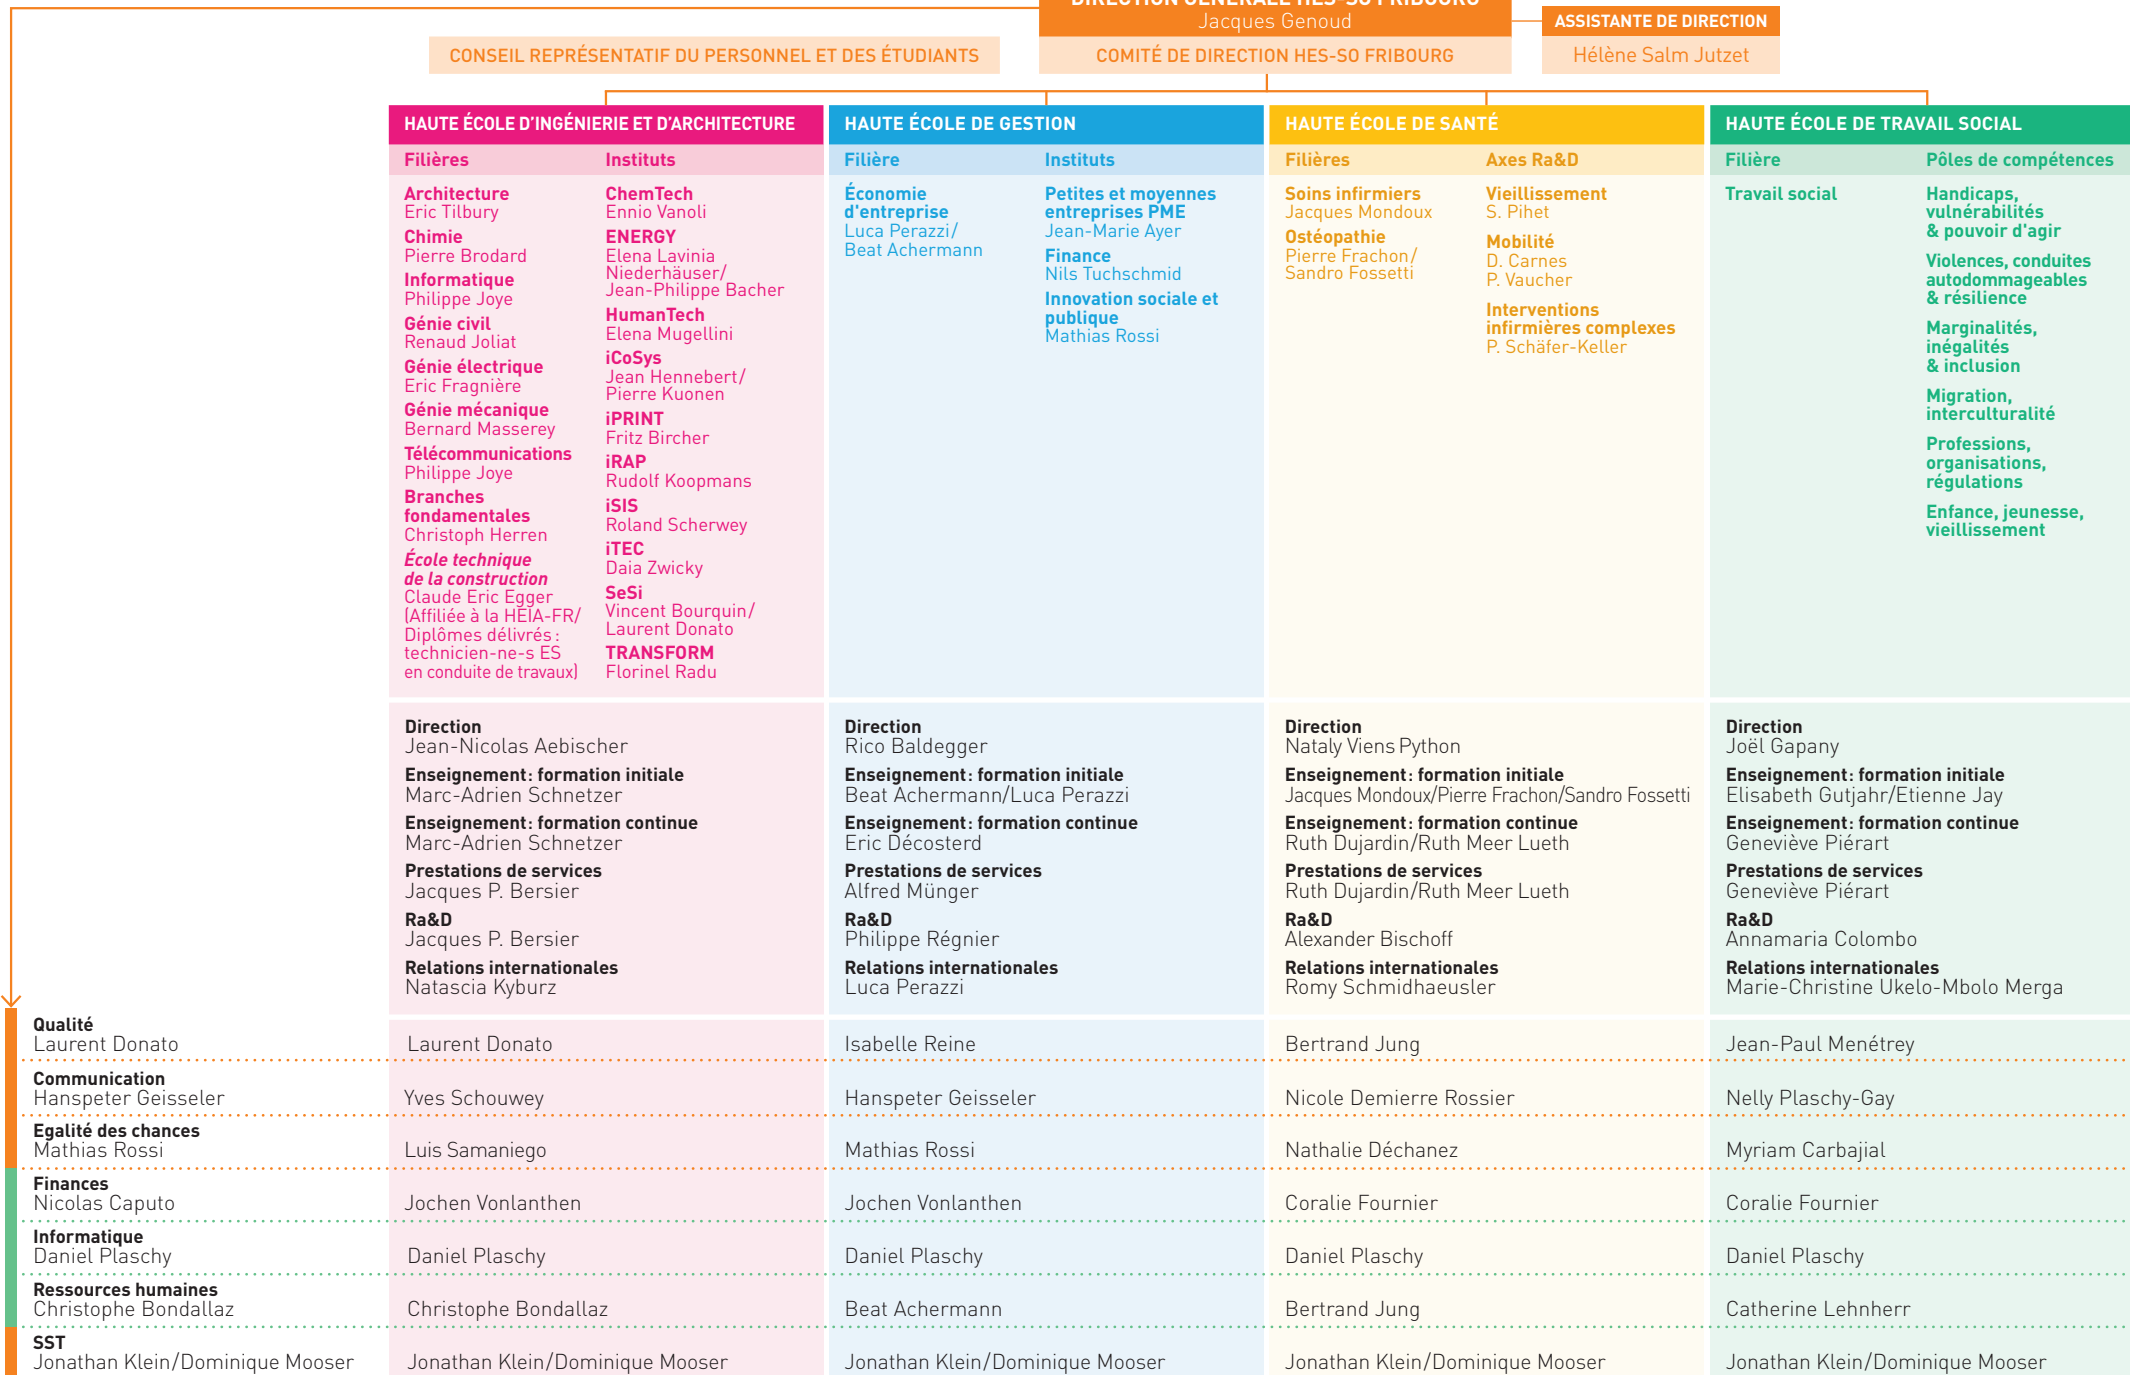 DIRECTION GÉNÉRALE HES-SO FRIBOURG
Jacques Genoud
ASSISTANTE DE DIRECTION
Hélène Salm Jutzet
CONSEIL REPRÉSENTATIF DU PERSONNEL ET DES ÉTUDIANTS
COMITÉ DE DIRECTION HES-SO FRIBOURG
HAUTE ÉCOLE D'INGÉNIERIE ET D'ARCHITECTURE
Filières
Architecture
Eric Tilbury
Chimie
Pierre Brodard
Informatique
Philippe Joye
Génie civil
Renaud Joliat
Génie électrique
Eric Fragnière
Génie mécanique
Bernard Masserey
Télécommunications
Philippe Joye
Branches
fondamentales
Christoph Herren
École technique
de la construction
Claude Eric Egger
(Affiliée à la HEIA-FR/
Diplômes délivrés :
technicien-ne-s ES
en conduite de travaux)
Instituts
ChemTech
Ennio Vanoli
ENERGY
Elena Lavinia
Niederhäuser/
Jean-Philippe Bacher
HumanTech
Elena Mugellini
iCoSys
Jean Hennebert/
Pierre Kuonen
iPRINT
Fritz Bircher
iRAP
Rudolf Koopmans
iSIS
Roland Scherwey
iTEC
Daia Zwicky
SeSi
Vincent Bourquin/
Laurent Donato
TRANSFORM
Florinel Radu
HAUTE ÉCOLE DE GESTION
Filière
Économie
d'entreprise
Luca Perazzi/
Beat Achermann
Instituts
Petites et moyennes
entreprises PME
Jean-Marie Ayer
Finance
Nils Tuchschmid
Innovation sociale et
publique
Mathias Rossi
HAUTE ÉCOLE DE SANTÉ
Filières
Soins infirmiers
Jacques Mondoux
Ostéopathie
Pierre Frachon/
Sandro Fossetti
Axes Ra&D
Vieillissement
S. Pihet
Mobilité
D. Carnes
P. Vaucher
Interventions
infirmières complexes
P. Schäfer-Keller
HAUTE ÉCOLE DE TRAVAIL SOCIAL
Filière
Travail social
Pôles de compétences
Handicaps,
vulnérabilités
& pouvoir d'agir
Violences, conduites
autodommageables
& résilience
Marginalités,
inégalités
& inclusion
Migration,
interculturalité
Professions,
organisations,
régulations
Enfance, jeunesse,
vieillissement
Direction
Jean-Nicolas Aebischer
Enseignement : formation initiale
Marc-Adrien Schnetzer
Enseignement : formation continue
Marc-Adrien Schnetzer
Prestations de services
Jacques P. Bersier
Ra&D
Jacques P. Bersier
Relations internationales
Natascia Kyburz
Direction
Rico Baldegger
Enseignement : formation initiale
Beat Achermann/Luca Perazzi
Enseignement : formation continue
Eric Décosterd
Prestations de services
Alfred Münger
Ra&D
Philippe Régnier
Relations internationales
Luca Perazzi
Direction
Nataly Viens Python
Enseignement : formation initiale
Jacques Mondoux/Pierre Frachon/Sandro Fossetti
Enseignement : formation continue
Ruth Dujardin/Ruth Meer Lueth
Prestations de services
Ruth Dujardin/Ruth Meer Lueth
Ra&D
Alexander Bischoff
Relations internationales
Romy Schmidhaeusler
Direction
Joël Gapany
Enseignement : formation initiale
Elisabeth Gutjahr/Etienne Jay
Enseignement : formation continue
Geneviève Piérart
Prestations de services
Geneviève Piérart
Ra&D
Annamaria Colombo
Relations internationales
Marie-Christine Ukelo-Mbolo Merga
Qualité
Laurent Donato
Laurent Donato
Isabelle Reine
Bertrand Jung
Jean-Paul Menétrey
Communication
Hanspeter Geisseler
Yves Schouwey
Hanspeter Geisseler
Nicole Demierre Rossier
Nelly Plaschy-Gay
Egalité des chances
Mathias Rossi
Luis Samaniego
Mathias Rossi
Nathalie Déchanez
Myriam Carbajial
Finances
Nicolas Caputo
Jochen Vonlanthen
Jochen Vonlanthen
Coralie Fournier
Coralie Fournier
Informatique
Daniel Plaschy
Daniel Plaschy
Daniel Plaschy
Daniel Plaschy
Daniel Plaschy
Ressources humaines
Christophe Bondallaz
Christophe Bondallaz
Beat Achermann
Bertrand Jung
Catherine Lehnherr
SST
Jonathan Klein/Dominique Mooser
Jonathan Klein/Dominique Mooser
Jonathan Klein/Dominique Mooser
Jonathan Klein/Dominique Mooser
Jonathan Klein/Dominique Mooser